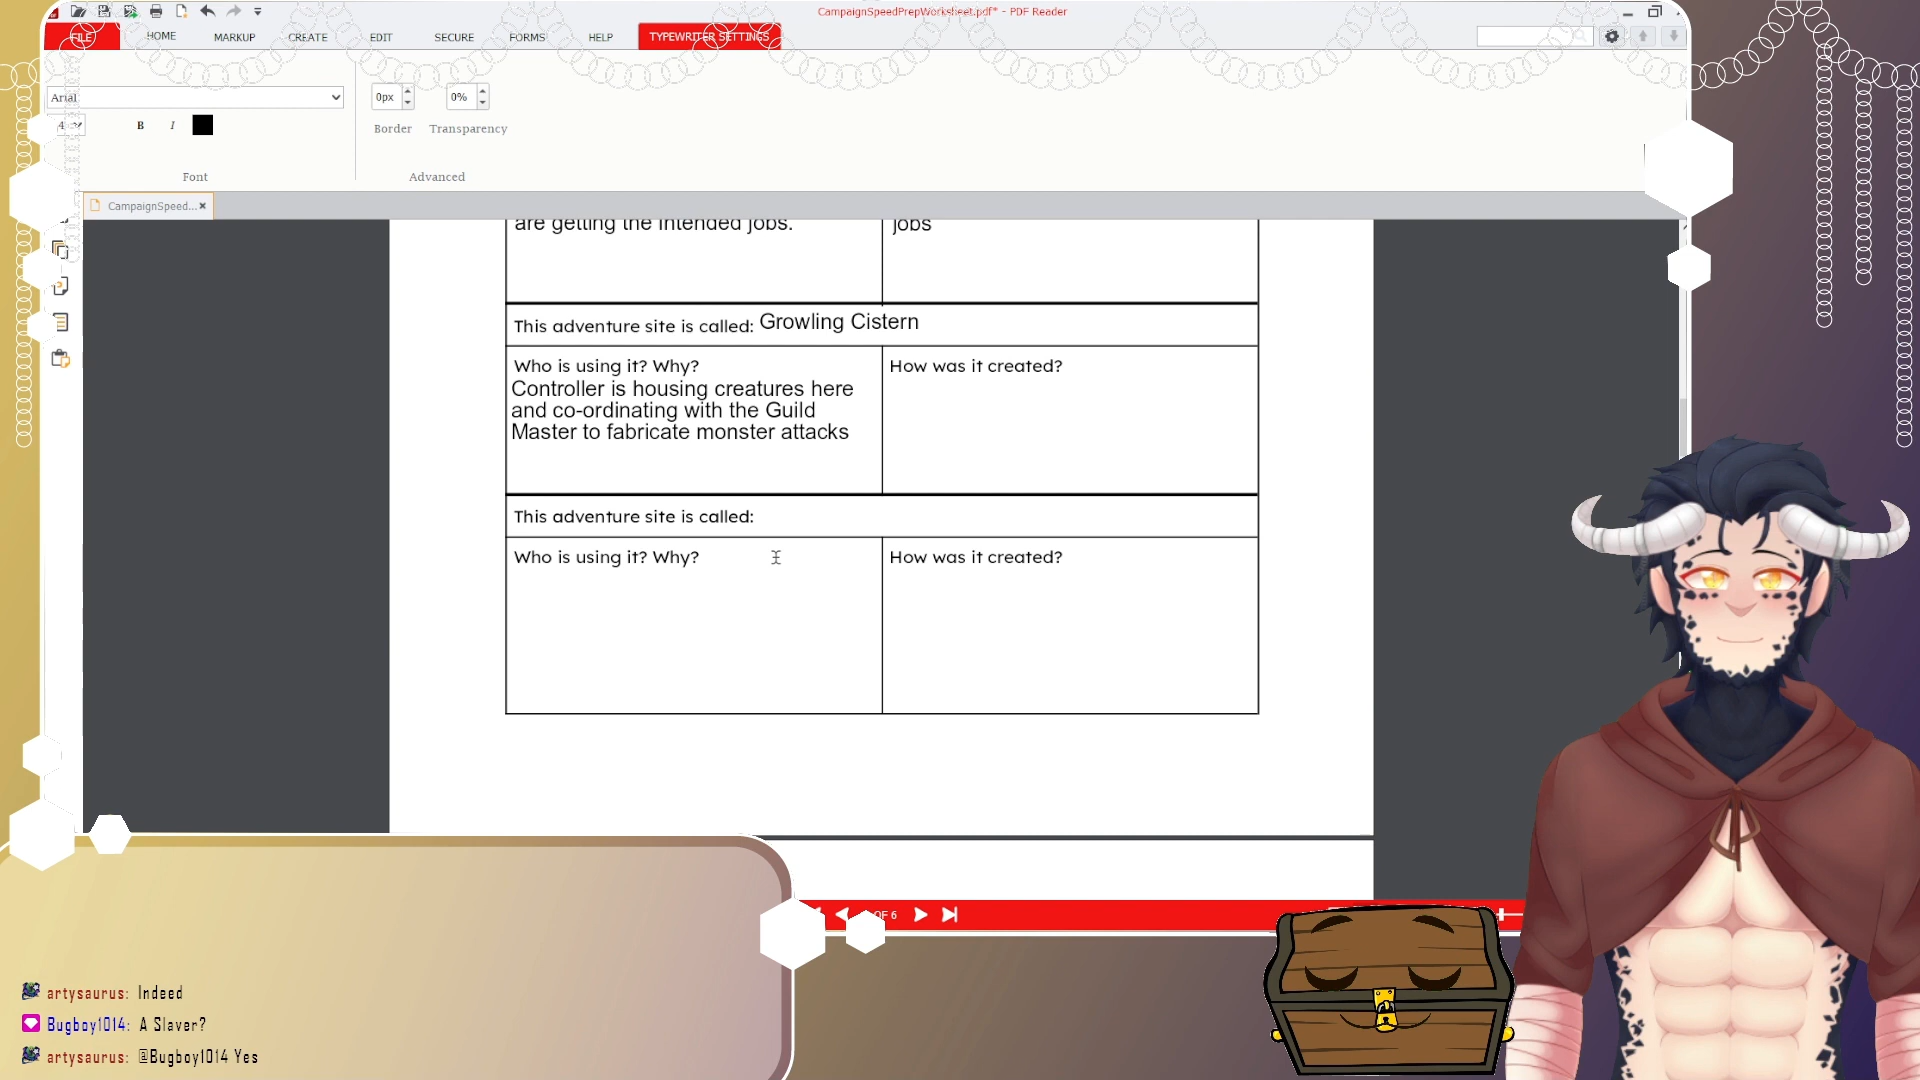 CampaignSpeedPrepWorksheet.pdf* - PDF Reader
FILE
HOME
MARKUP
CREATE
EDIT
SECURE
FORMS
HELP
TYPEWRITER SETTINGS
Arial
0px
0%
B
I
Border
Transparency
Font
Advanced
CampaignSpeed...
are getting the intended jobs.
jobs
This adventure site is called: Growling Cistern
Who is using it? Why?
Controller is housing creatures here
and co-ordinating with the Guild
Master to fabricate monster attacks
How was it created?
This adventure site is called:
Who is using it? Why?
How was it created?
OF 6
artysaurus: Indeed
Bugboy1014: A Slaver?
artysaurus: @Bugboy1014 Yes